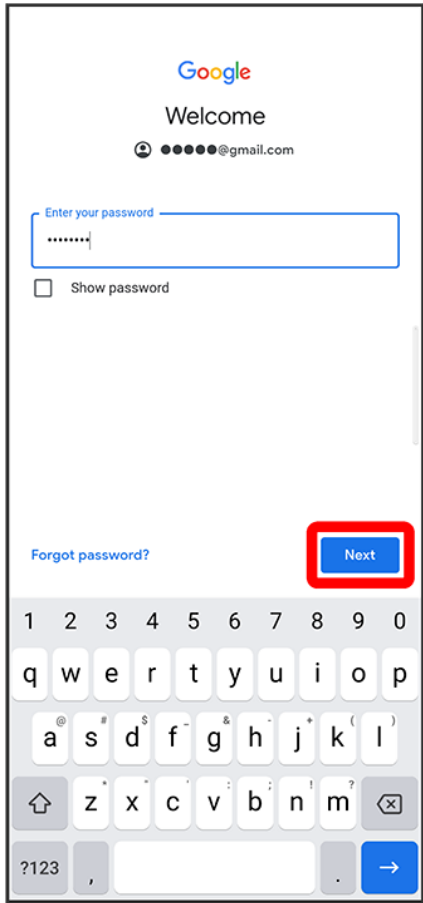 Google
Welcome
●●●●●@gmail.com
Enter your password
••••••••
Show password
Forgot password?
Next
1 2 3 4 5 6 7 8 9 0
q w e r t y u i o p
@ # $ _ & - + ( )
a s d f g h j k l
* " ' : ; ! ?
z x c v b n m
?123 , . →